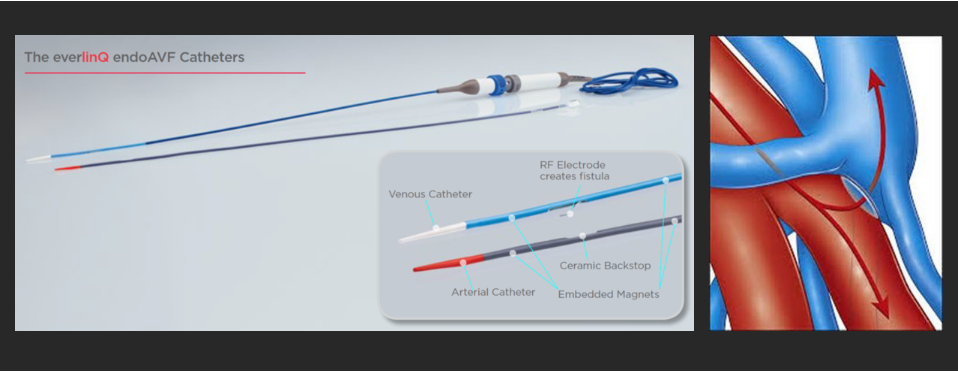 The everlinQ endoAVF Catheters
RF Electrode
creates fistula
Venous Catheter
Ceramic Backstop
Arterial Catheter
Embedded Magnets